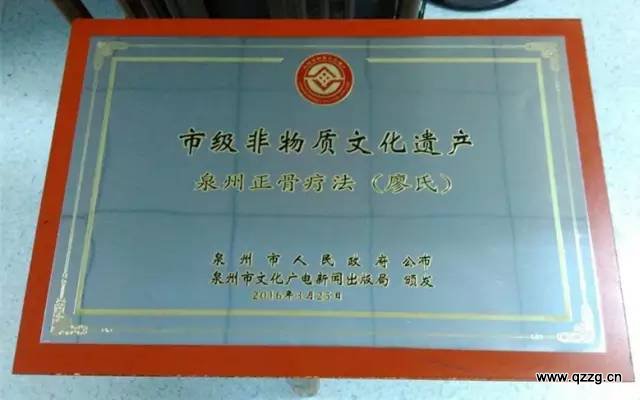 市级非物质文化遗产
泉州正骨疗法（廖氏）
泉州市人民政府 公布
泉州市文化广电新闻出版局 颁发
2016年3月23日
www.qzzg.cn